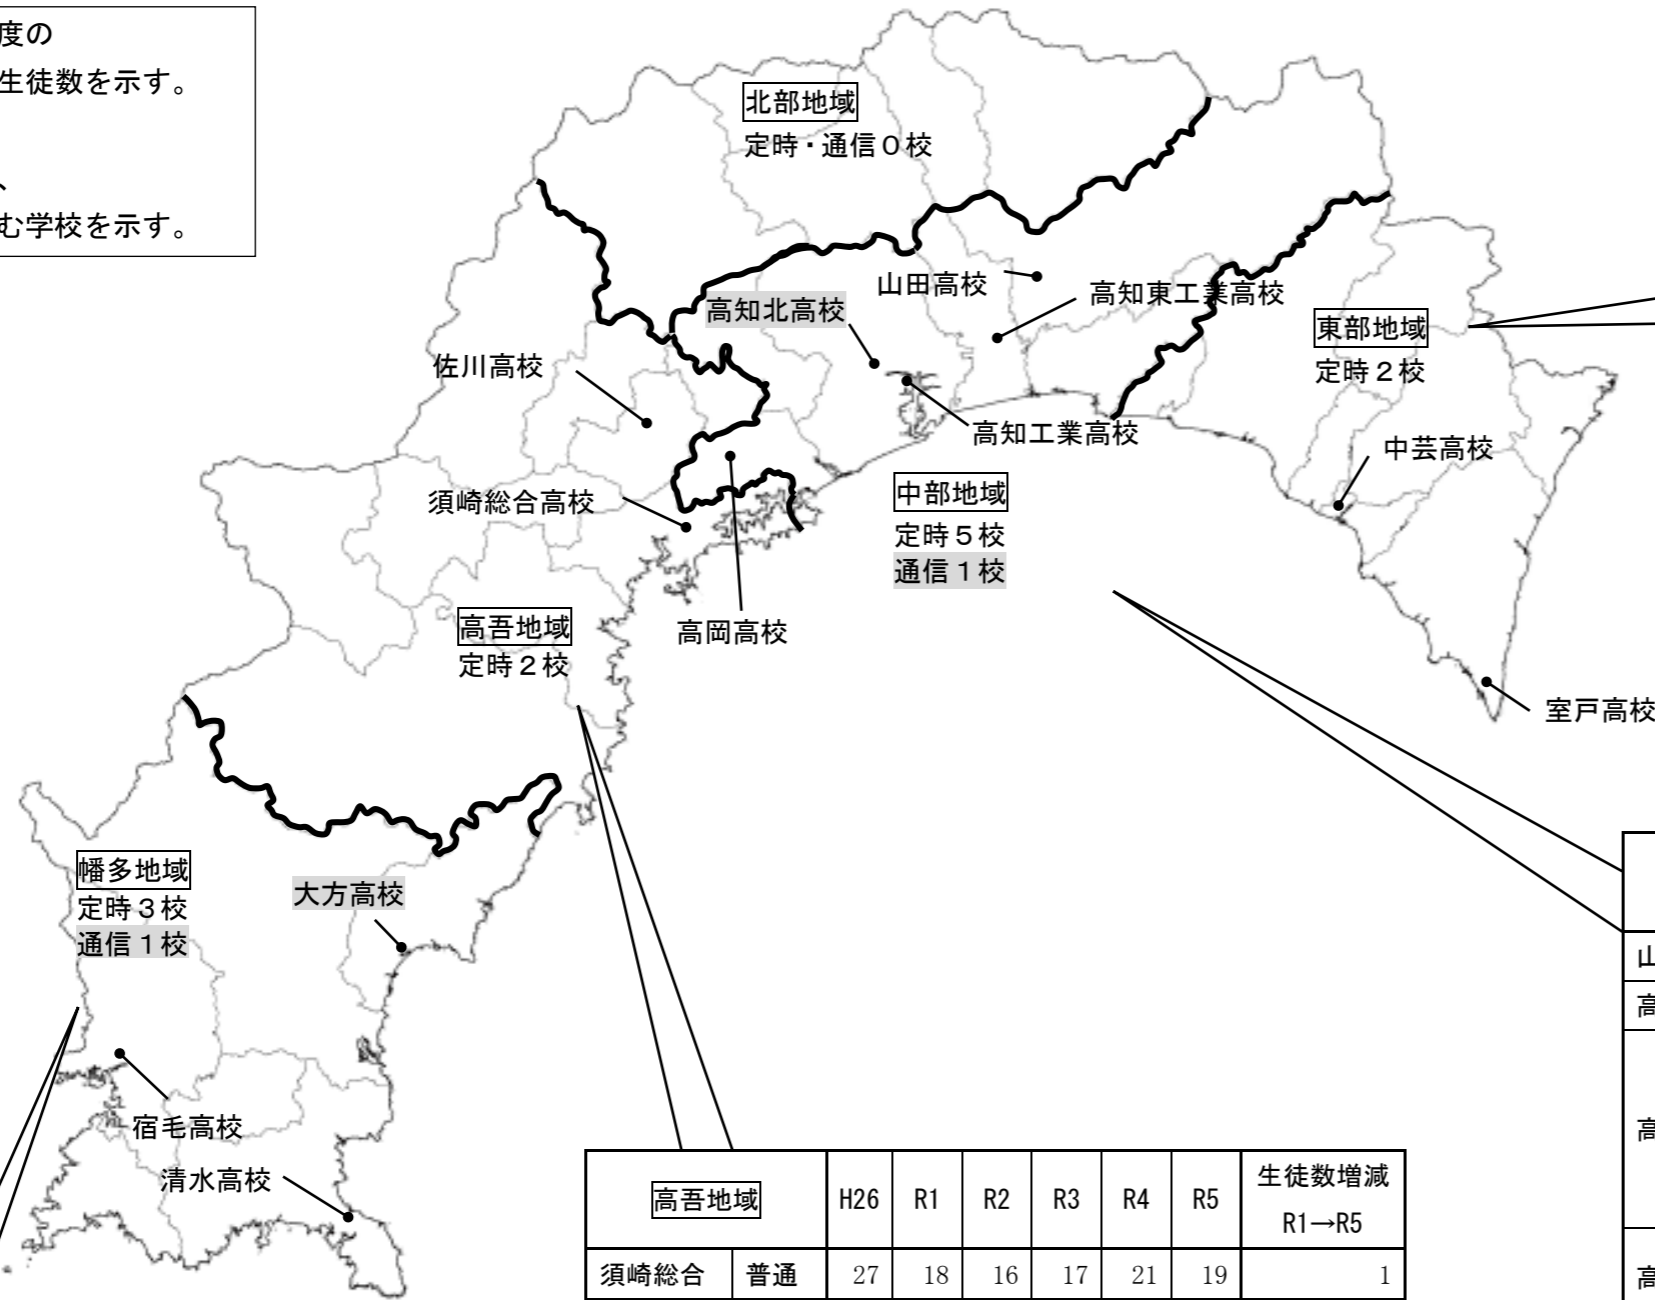 度の
生徒数を示す。
、
む学校を示す。
北部地域
定時・通信０校
山田高校
高知東工業高校
高知北高校
東部地域
定時２校
佐川高校
高知工業高校
中芸高校
須崎総合高校
中部地域
定時５校
通信１校
高吾地域
定時２校
高岡高校
室戸高校
幡多地域
定時３校
通信１校
大方高校
宿毛高校
清水高校
高吾地域 H26 R1 R2 R3 R4 R5 生徒数増減
R1→R5
須崎総合 普通 27 18 16 17 21 19 1
山
高
高
高